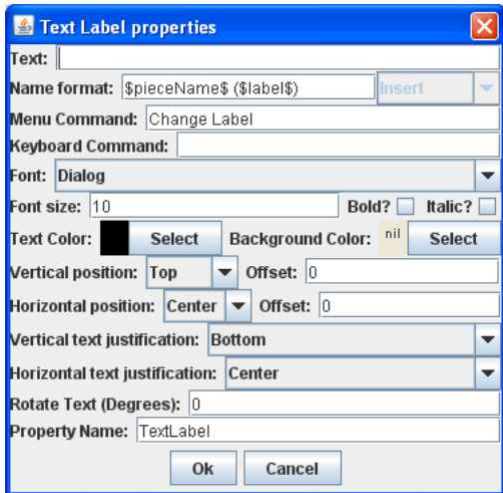 Text Label properties
Text:
Name format: $pieceName$ ($label$) Insert
Menu Command: Change Label
Keyboard Command:
Font: Dialog
Font size: 10 Bold? Italic?
Text Color: Select Background Color: nil Select
Vertical position: Top Offset: 0
Horizontal position: Center Offset: 0
Vertical text justification: Bottom
Horizontal text justification: Center
Rotate Text (Degrees): 0
Property Name: TextLabel
Ok Cancel